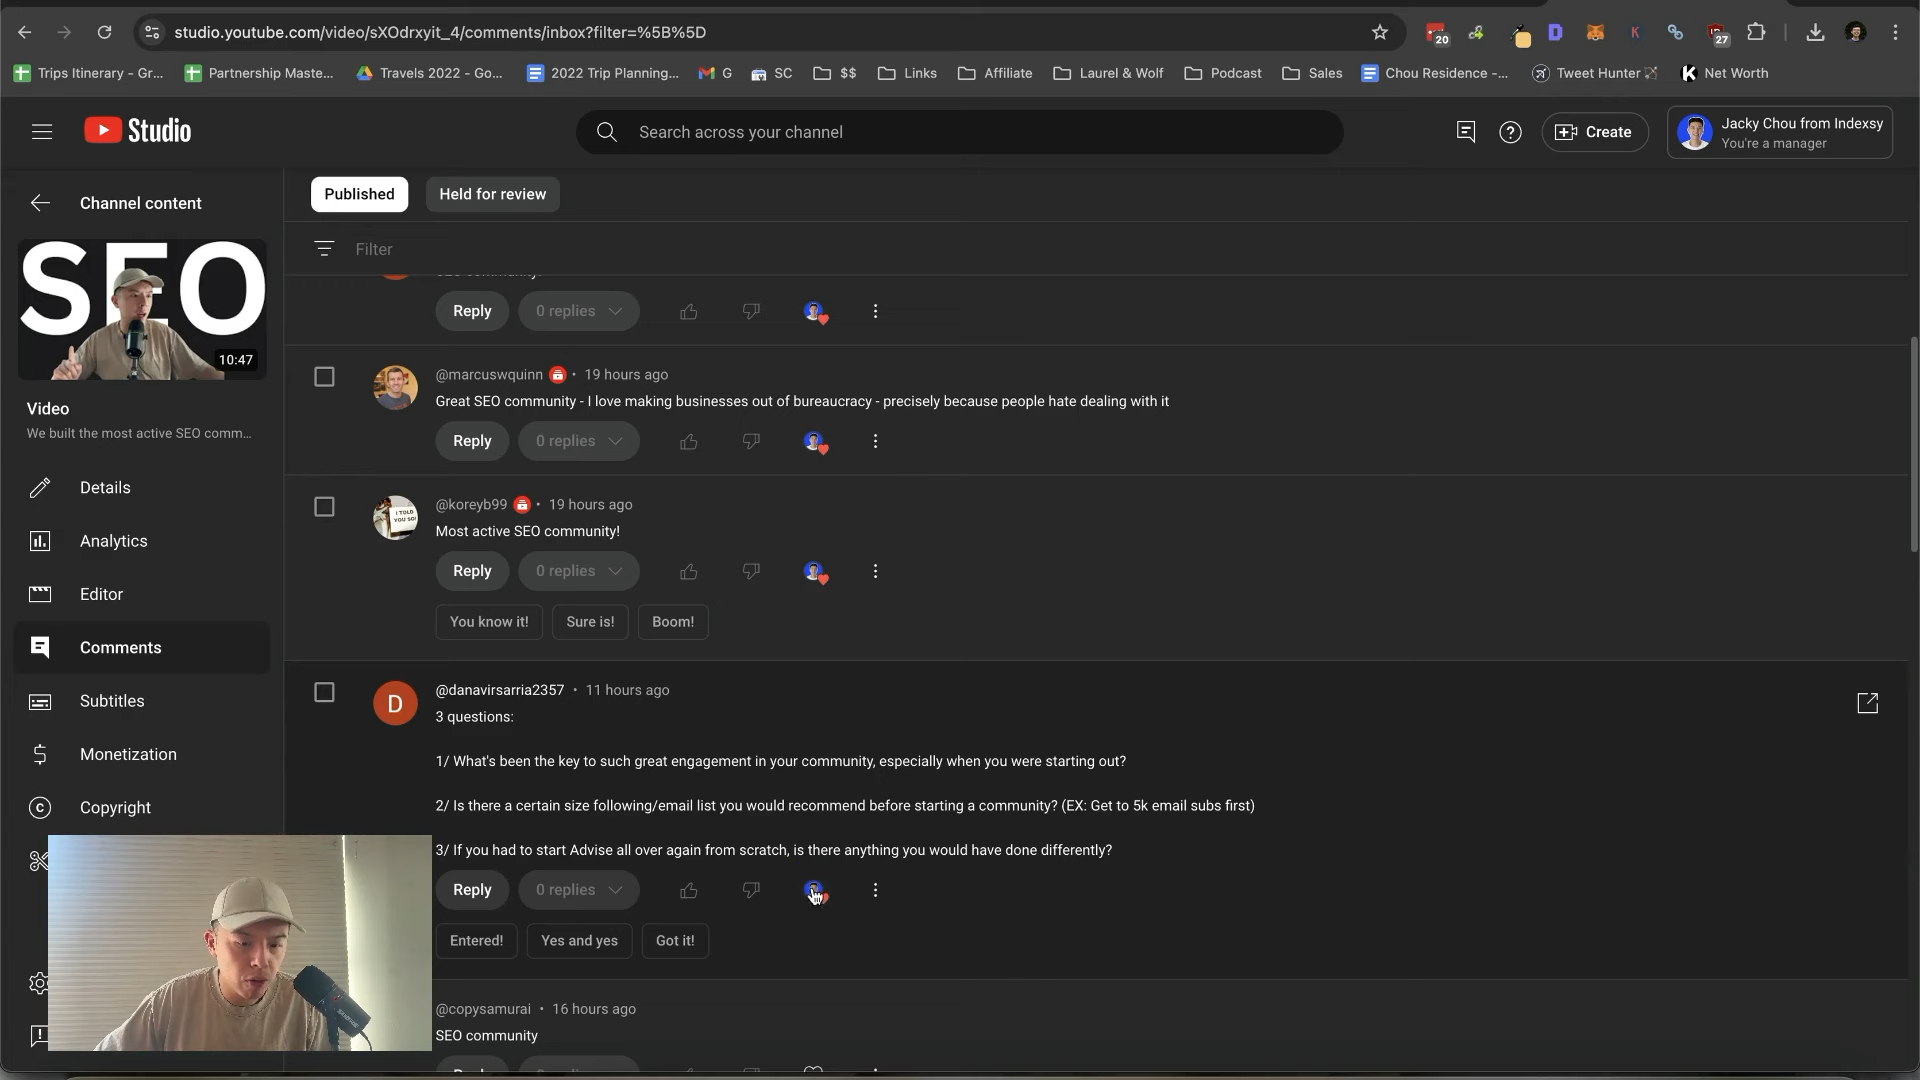 studio.youtube.com/video/sXOdrxyit_4/comments/inbox?filter=%5B%5D
20
27
Trips Itinerary - Gr...
Partnership Maste...
Travels 2022 - Go...
2022 Trip Planning...
G
SC
$$
Links
Affiliate
Laurel & Wolf
Podcast
Sales
Chou Residence -...
Tweet Hunter
Net Worth
Studio
Search across your channel
Create
Jacky Chou from Indexsy
You're a manager
Channel content
SEO
10:47
Video
We built the most active SEO comm...
Details
Analytics
Editor
Comments
Subtitles
Monetization
Copyright
Published
Held for review
Filter
Reply
0 replies
@marcuswquinn • 19 hours ago
Great SEO community - I love making businesses out of bureaucracy - precisely because people hate dealing with it
Reply
0 replies
I TOLD
YOU SO!
@koreyb99 • 19 hours ago
Most active SEO community!
Reply
0 replies
You know it!
Sure is!
Boom!
D
@danavirsarria2357 • 11 hours ago
3 questions:
1/ What's been the key to such great engagement in your community, especially when you were starting out?
2/ Is there a certain size following/email list you would recommend before starting a community? (EX: Get to 5k email subs first)
3/ If you had to start Advise all over again from scratch, is there anything you would have done differently?
Reply
0 replies
Entered!
Yes and yes
Got it!
@copysamurai • 16 hours ago
SEO community